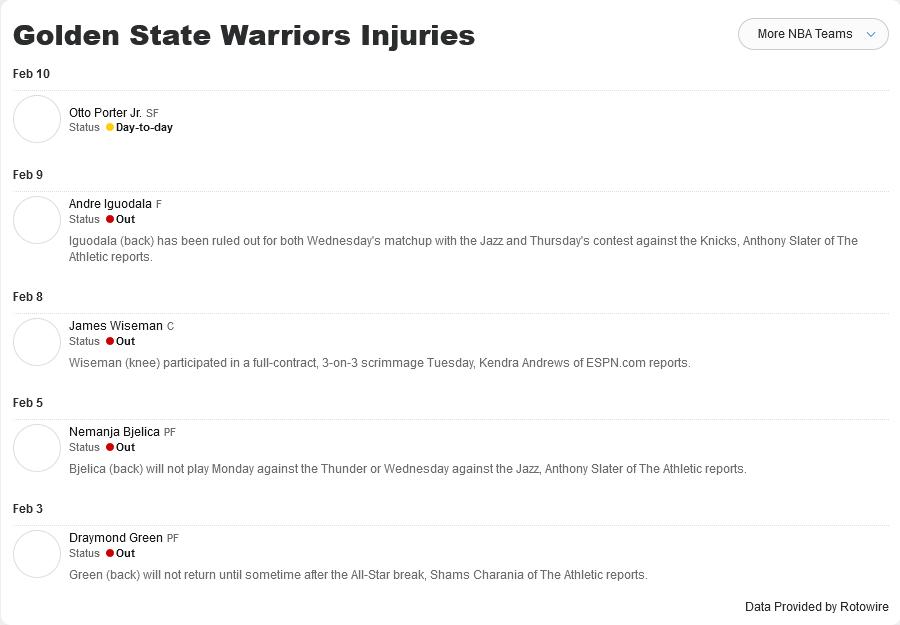 Golden State Warriors Injuries
More NBA Teams
Feb 10
Otto Porter Jr. SF
Status Day-to-day
Feb 9
Andre Iguodala F
Status Out
Iguodala (back) has been ruled out for both Wednesday's matchup with the Jazz and Thursday's contest against the Knicks, Anthony Slater of The
Athletic reports.
Feb 8
James Wiseman C
Status Out
Wiseman (knee) participated in a full-contract, 3-on-3 scrimmage Tuesday, Kendra Andrews of ESPN.com reports.
Feb 5
Nemanja Bjelica PF
Status Out
Bjelica (back) will not play Monday against the Thunder or Wednesday against the Jazz, Anthony Slater of The Athletic reports.
Feb 3
Draymond Green PF
Status Out
Green (back) will not return until sometime after the All-Star break, Shams Charania of The Athletic reports.
Data Provided by Rotowire